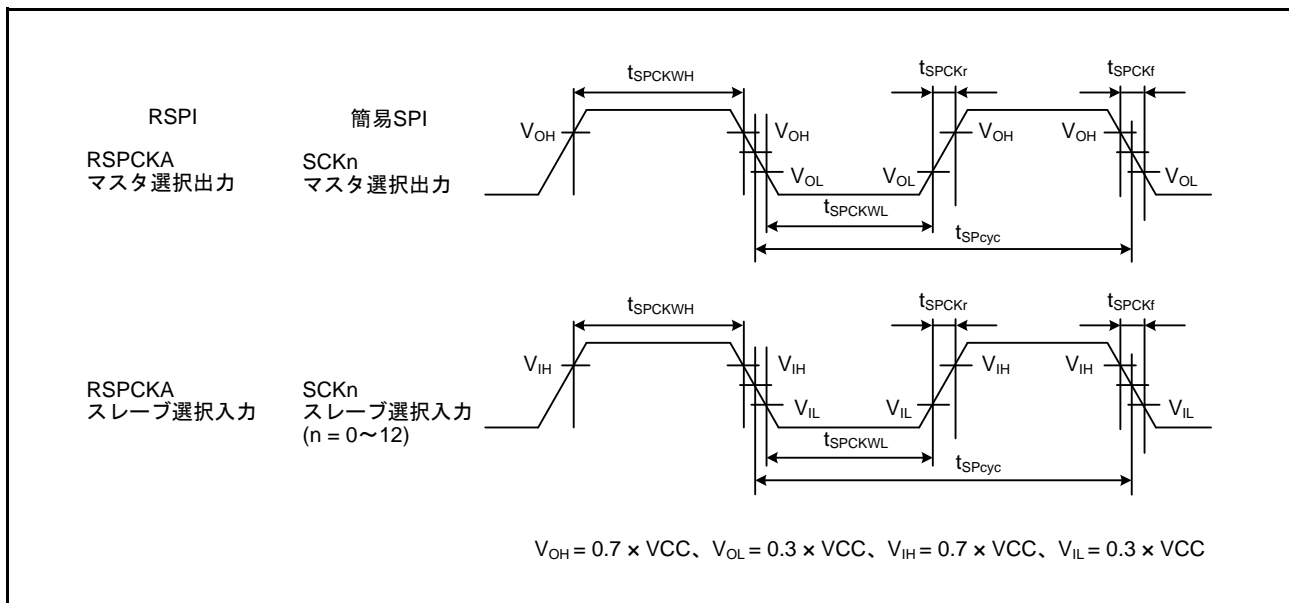 RSPI
簡易SPI
RSPCKA
マスタ選択出力
SCKn
マスタ選択出力
tSPCKWH
tSPCKr
tSPCKf
VOH
VOH
VOH
VOH
VOL
VOL
VOL
tSPCKWL
tSPcyc
RSPCKA
スレーブ選択入力
SCKn
スレーブ選択入力
(n = 0～12)
tSPCKWH
tSPCKr
tSPCKf
VIH
VIH
VIH
VIH
VIL
VIL
VIL
tSPCKWL
tSPcyc
VOH = 0.7 × VCC、VOL = 0.3 × VCC、VIH = 0.7 × VCC、VIL = 0.3 × VCC